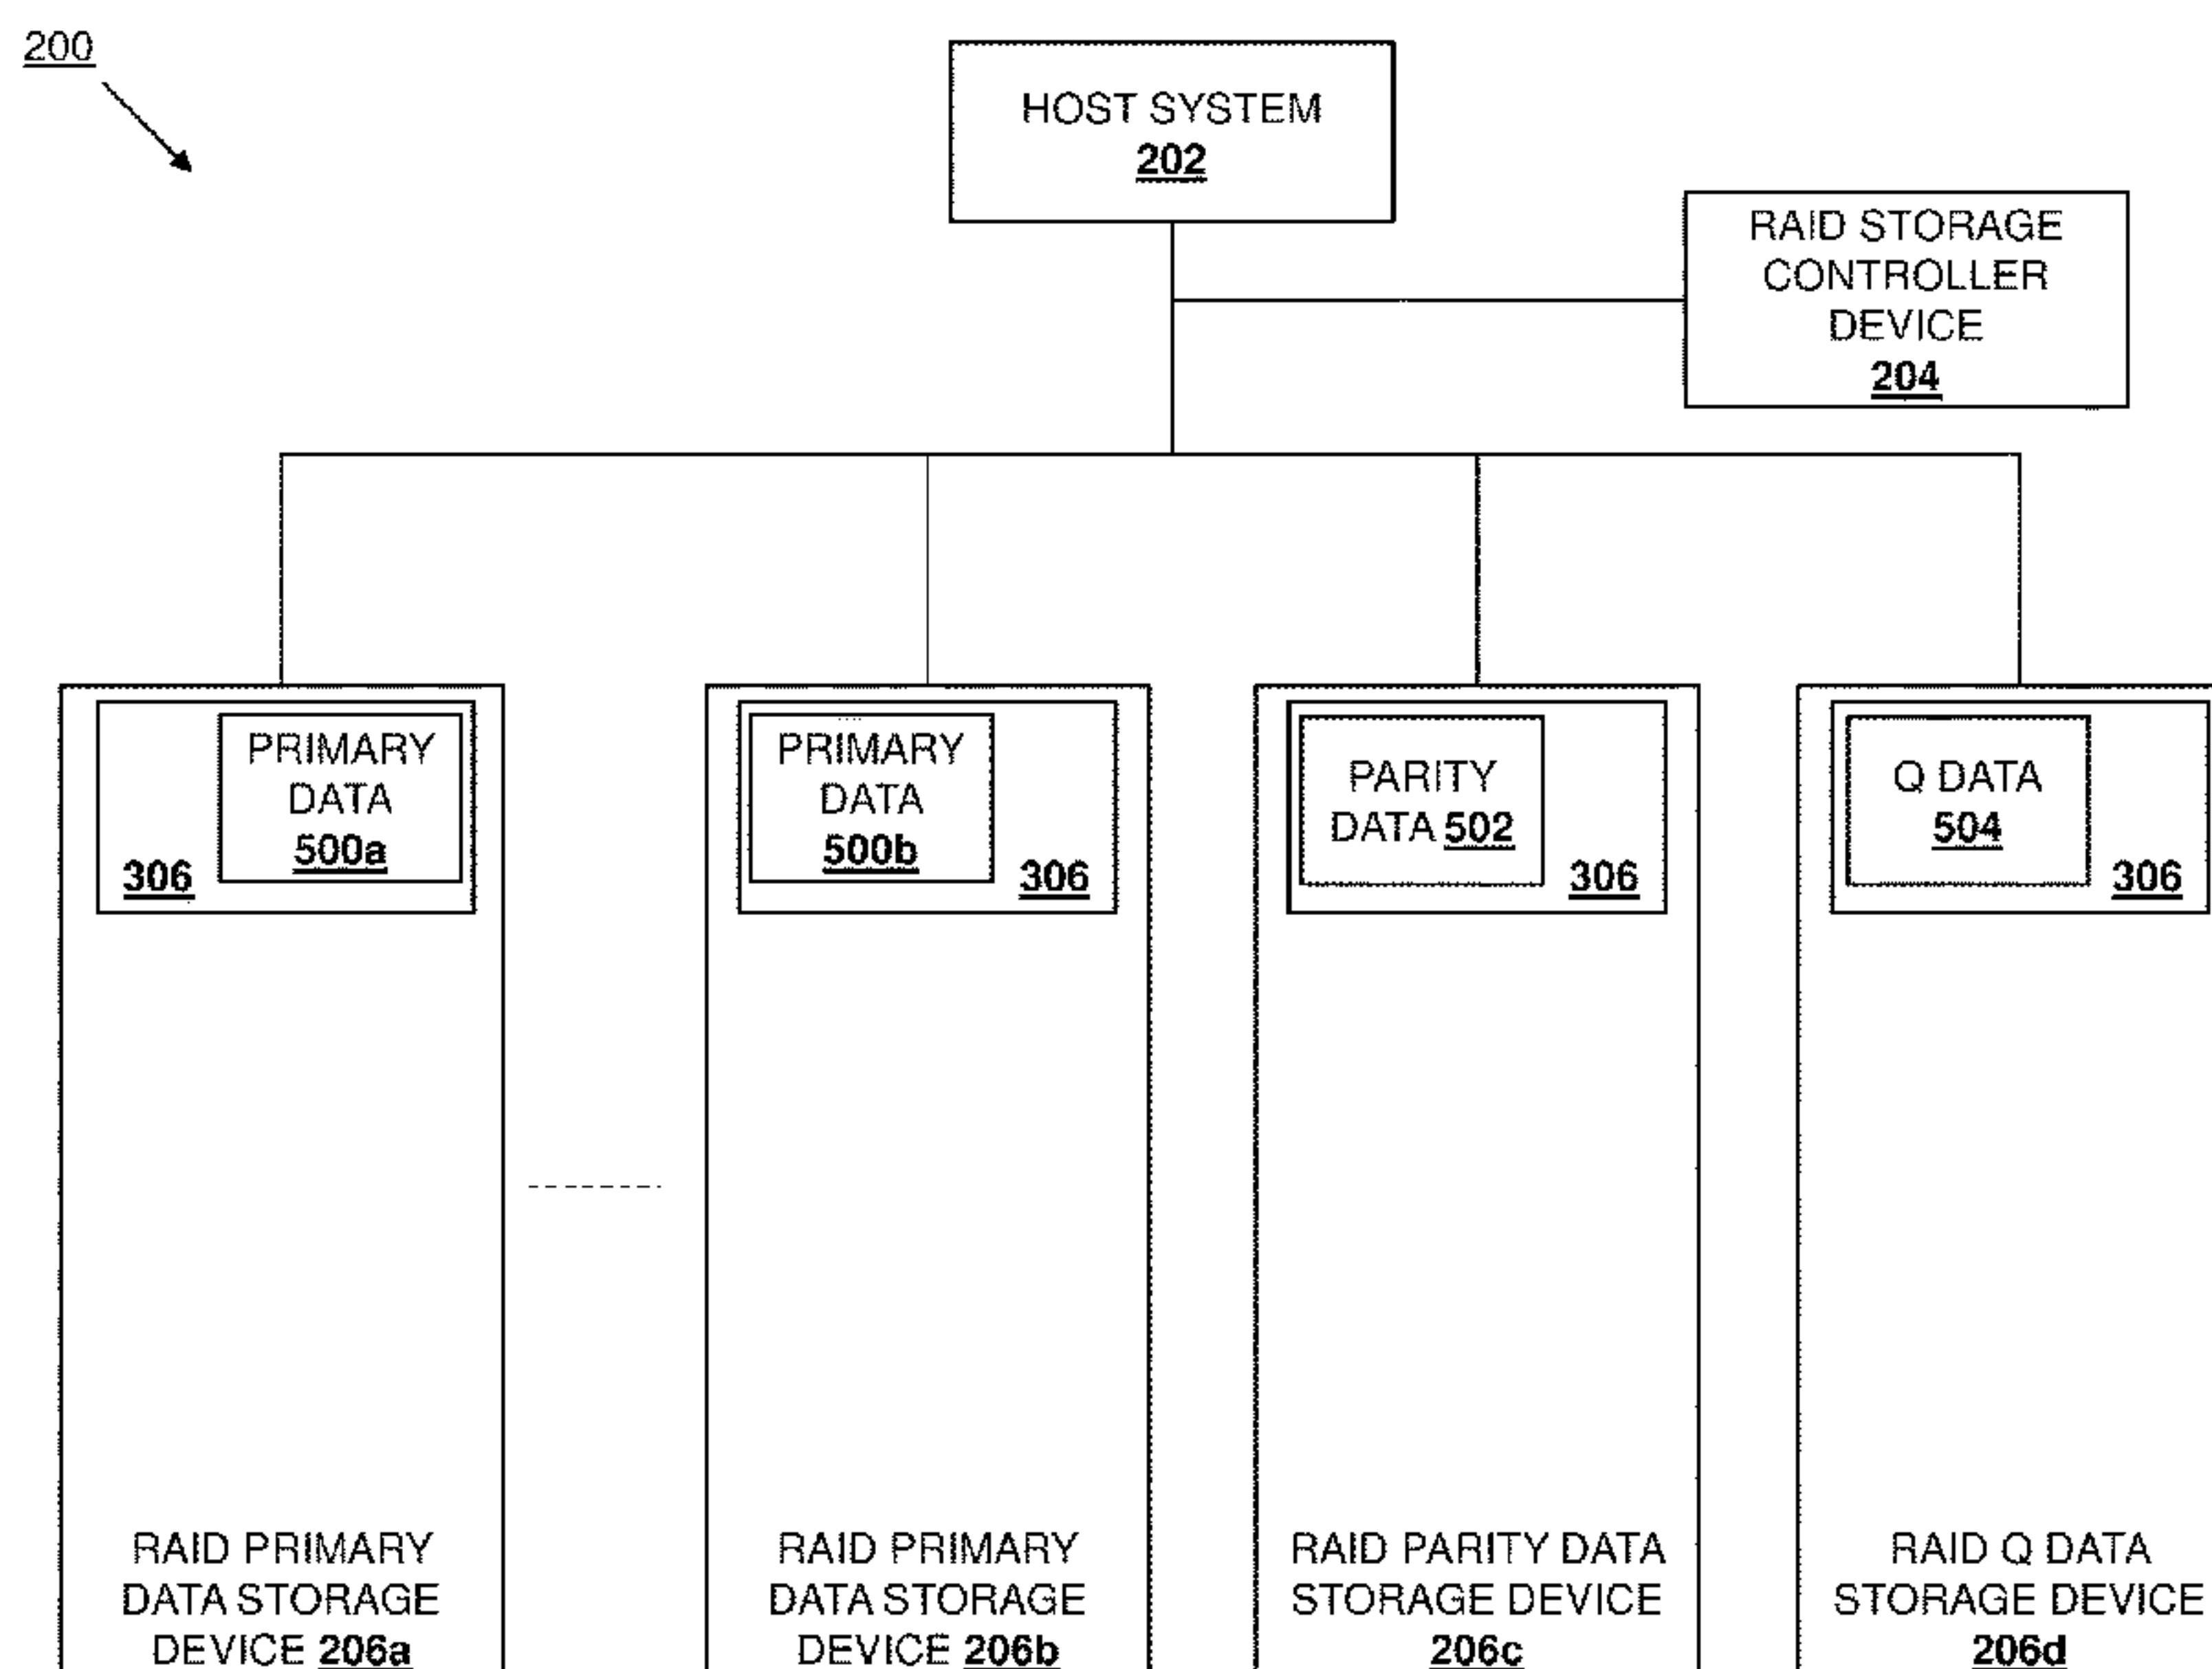 200
HOST SYSTEM
202
RAID STORAGE
CONTROLLER
DEVICE
204
PRIMARY
DATA
500a
306
PRIMARY
DATA
500b
306
PARITY
DATA 502
306
Q DATA
504
306
RAID PRIMARY
DATA STORAGE
DEVICE 206a
RAID PRIMARY
DATA STORAGE
DEVICE 206b
RAID PARITY DATA
STORAGE DEVICE
206c
RAID Q DATA
STORAGE DEVICE
206d